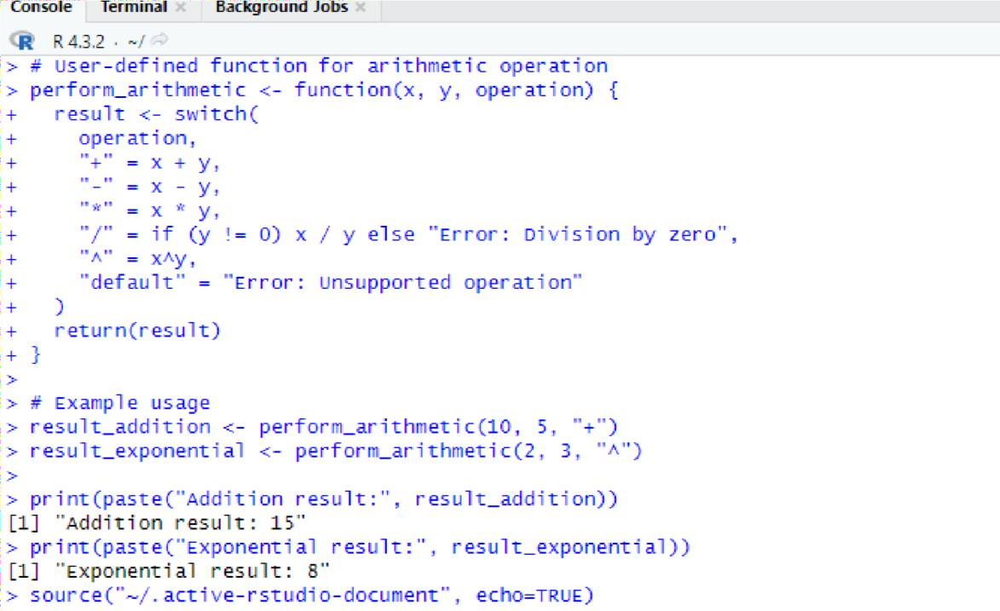 Console Terminal × Background Jobs ×
R R 4.3.2 · ~/
> # User-defined function for arithmetic operation
> perform_arithmetic <- function(x, y, operation) {
+   result <- switch(
+     operation,
+     "+" = x + y,
+     "-" = x - y,
+     "*" = x * y,
+     "/" = if (y != 0) x / y else "Error: Division by zero",
+     "^" = x^y,
+     "default" = "Error: Unsupported operation"
+   )
+   return(result)
+ }
>
> # Example usage
> result_addition <- perform_arithmetic(10, 5, "+")
> result_exponential <- perform_arithmetic(2, 3, "^")
>
> print(paste("Addition result:", result_addition))
[1] "Addition result: 15"
> print(paste("Exponential result:", result_exponential))
[1] "Exponential result: 8"
> source("~/.active-rstudio-document", echo=TRUE)